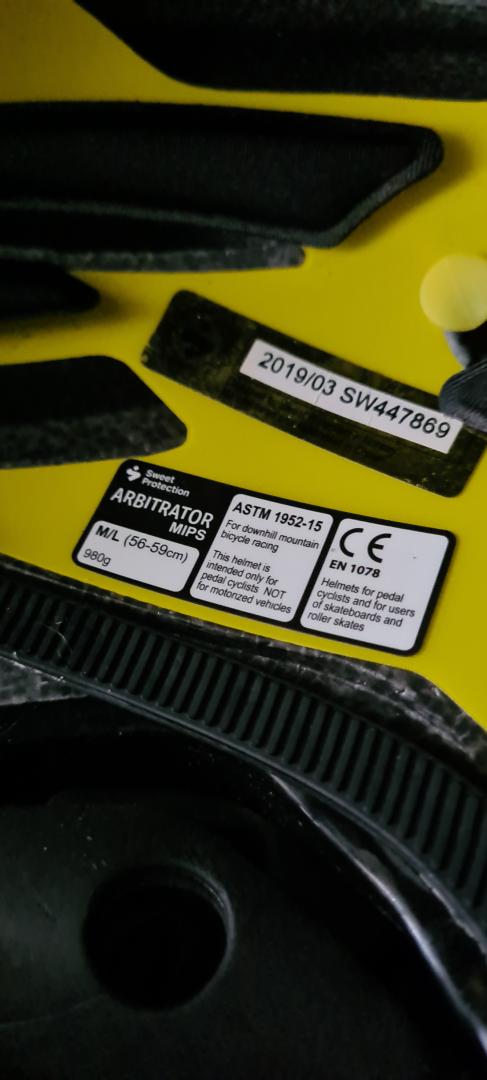 2019/03 SW447869
Sweet
Protection
ARBITRATOR
MIPS
M/L (56-59cm)
980g
ASTM 1952-15
For downhill mountain
bicycle racing
This helmet is
intended only for
pedal cyclists NOT
for motorized vehicles
CE
EN 1078
Helmets for pedal
cyclists and for users
of skateboards and
roller skates